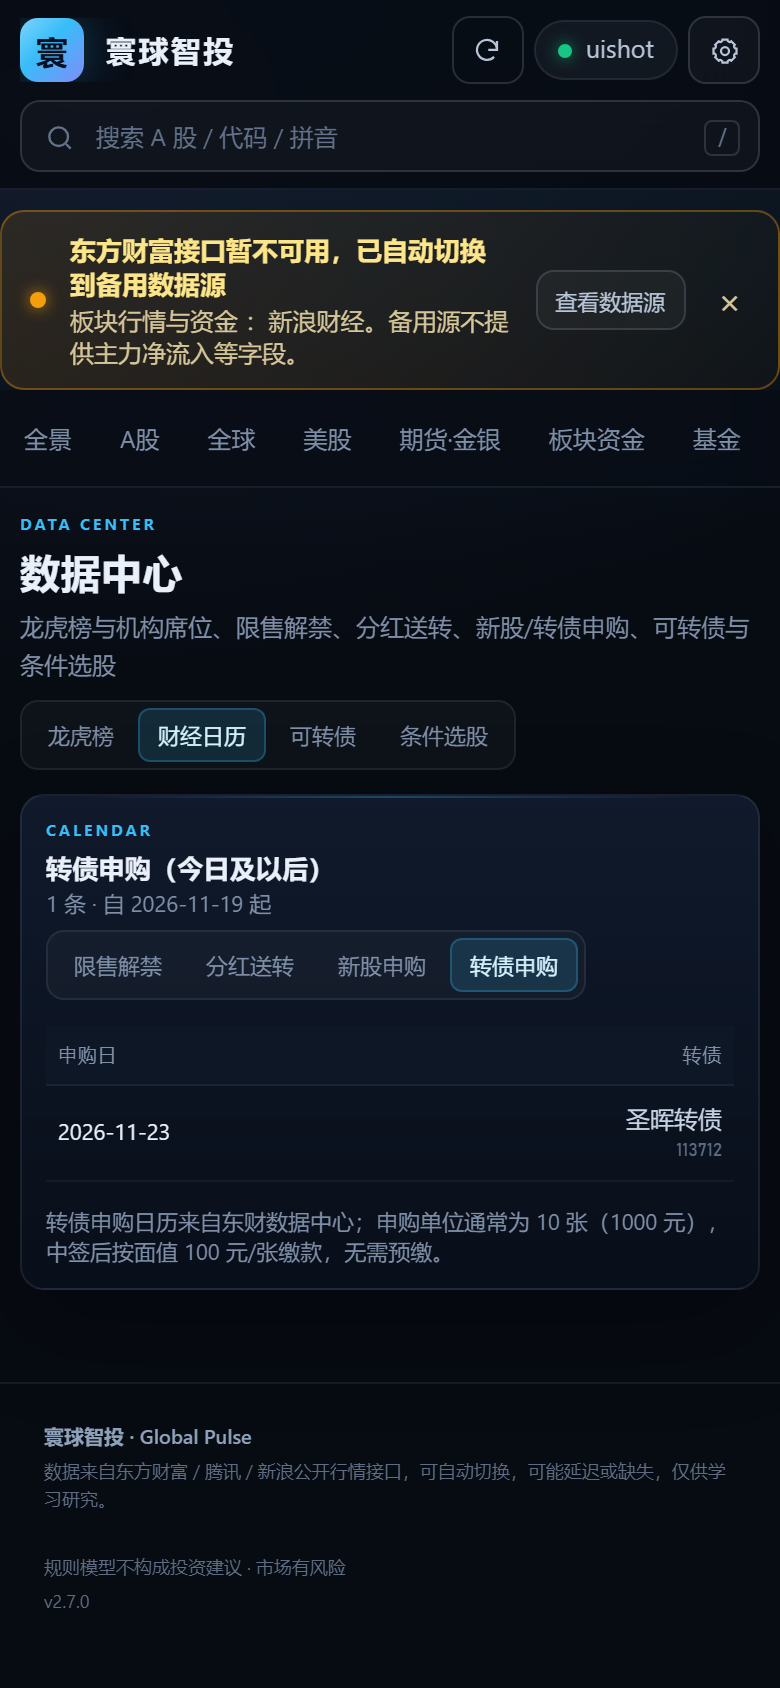 寰 寰球智投 uishot
搜索 A 股 / 代码 / 拼音 /
东方财富接口暂不可用，已自动切换
到备用数据源
板块行情与资金 ：新浪财经。备用源不提
供主力净流入等字段。
查看数据源 ×
全景 A股 全球 美股 期货·金银 板块资金 基金
DATA CENTER
数据中心
龙虎榜与机构席位、限售解禁、分红送转、新股/转债申购、可转债与
条件选股
龙虎榜 财经日历 可转债 条件选股
CALENDAR
转债申购（今日及以后）
1 条 · 自 2026-11-19 起
限售解禁 分红送转 新股申购 转债申购
申购日 转债
2026-11-23 圣晖转债
113712
转债申购日历来自东财数据中心；申购单位通常为 10 张（1000 元），
中签后按面值 100 元/张缴款，无需预缴。
寰球智投 · Global Pulse
数据来自东方财富 / 腾讯 / 新浪公开行情接口，可自动切换，可能延迟或缺失，仅供学
习研究。
规则模型不构成投资建议 · 市场有风险
v2.7.0